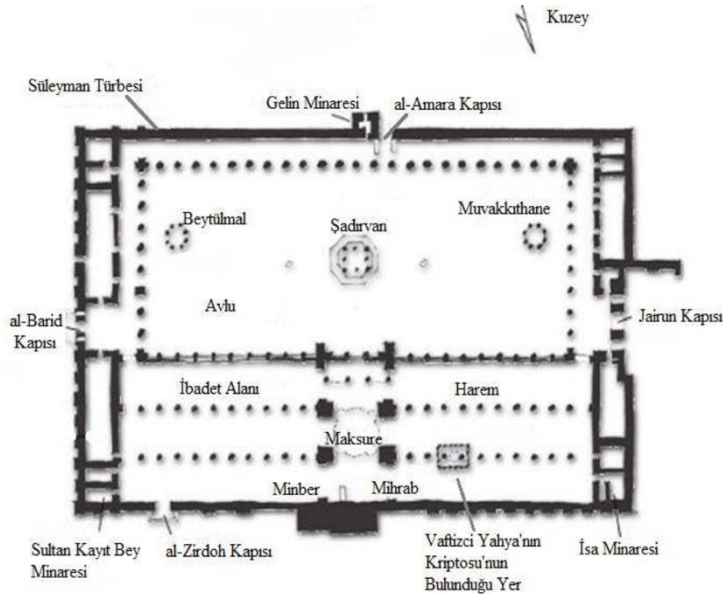 Kuzey
Süleyman Türbesi
Gelin Minaresi
al-Amara Kapısı
Beytülmal
Şadırvan
Muvakkıthane
Avlu
al-Barid
Kapısı
Jairun Kapısı
İbadet Alanı
Harem
Maksure
Minber
Mihrab
Sultan Kayıt Bey
Minaresi
al-Zirdoh Kapısı
Vaftizci Yahya'nın
Kriptosu'nun
Bulunduğu Yer
İsa Minaresi